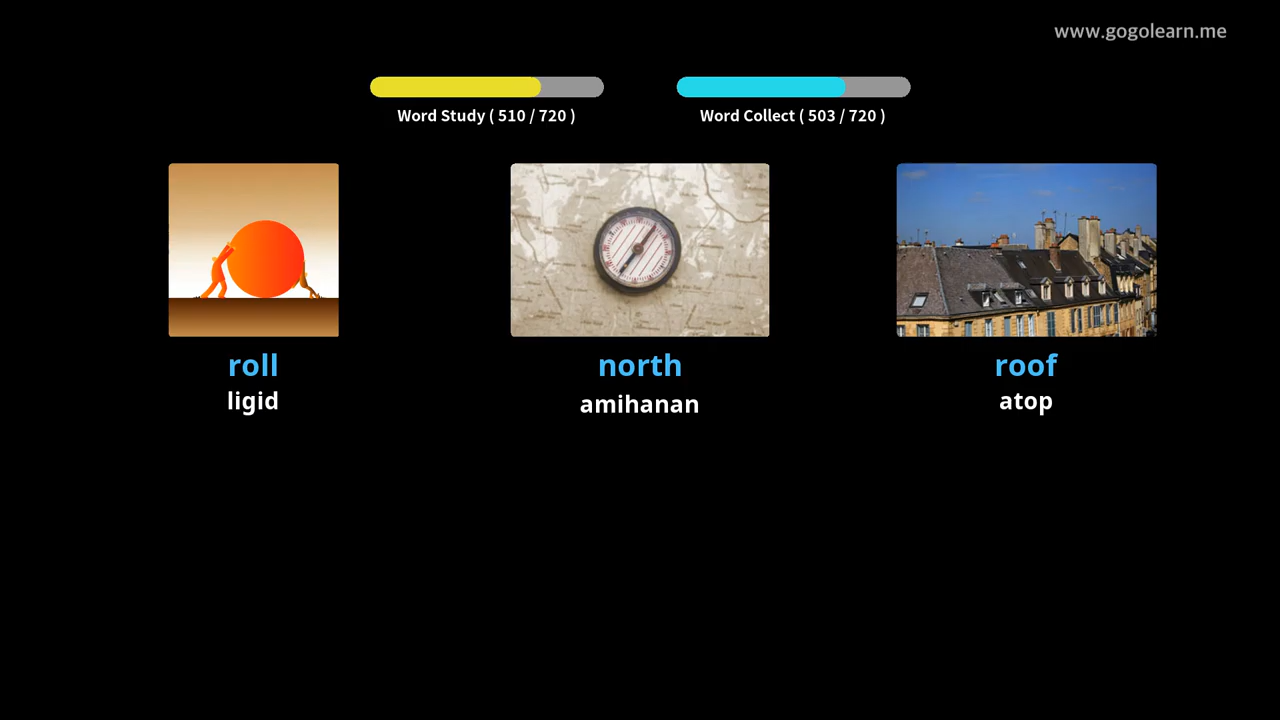 www.gogolearn.me
Word Study ( 510 / 720 )
Word Collect ( 503 / 720 )
roll
ligid
north
amihanan
roof
atop